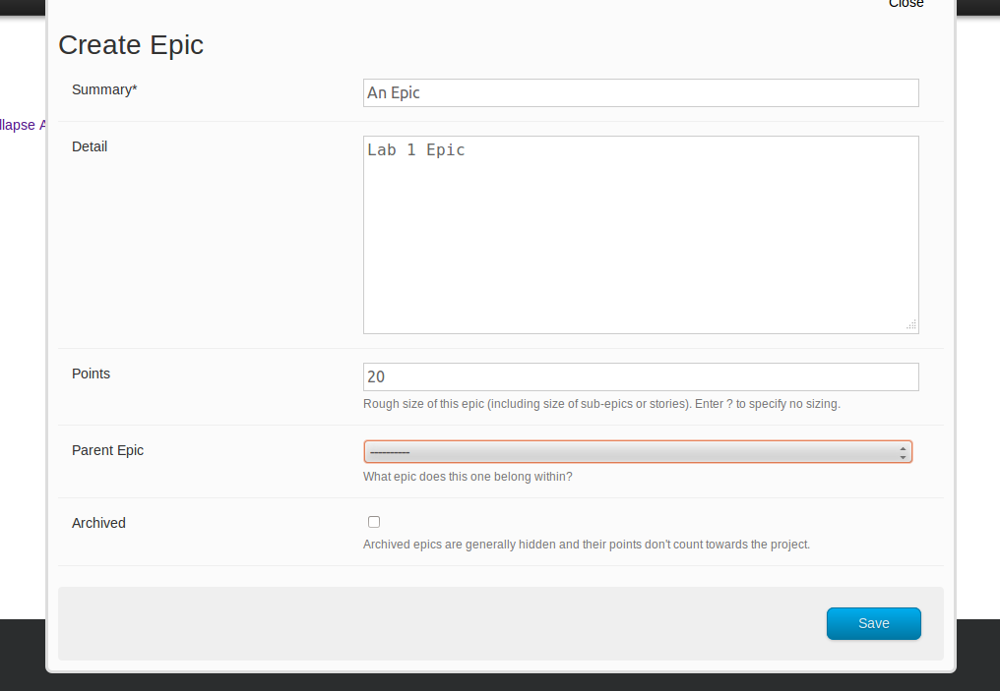 Close
Create Epic
Summary* An Epic
llapse A
Detail Lab 1 Epic
Points 20
Rough size of this epic (including size of sub-epics or stories). Enter ? to specify no sizing.
Parent Epic ----------
What epic does this one belong within?
Archived
Archived epics are generally hidden and their points don't count towards the project.
Save